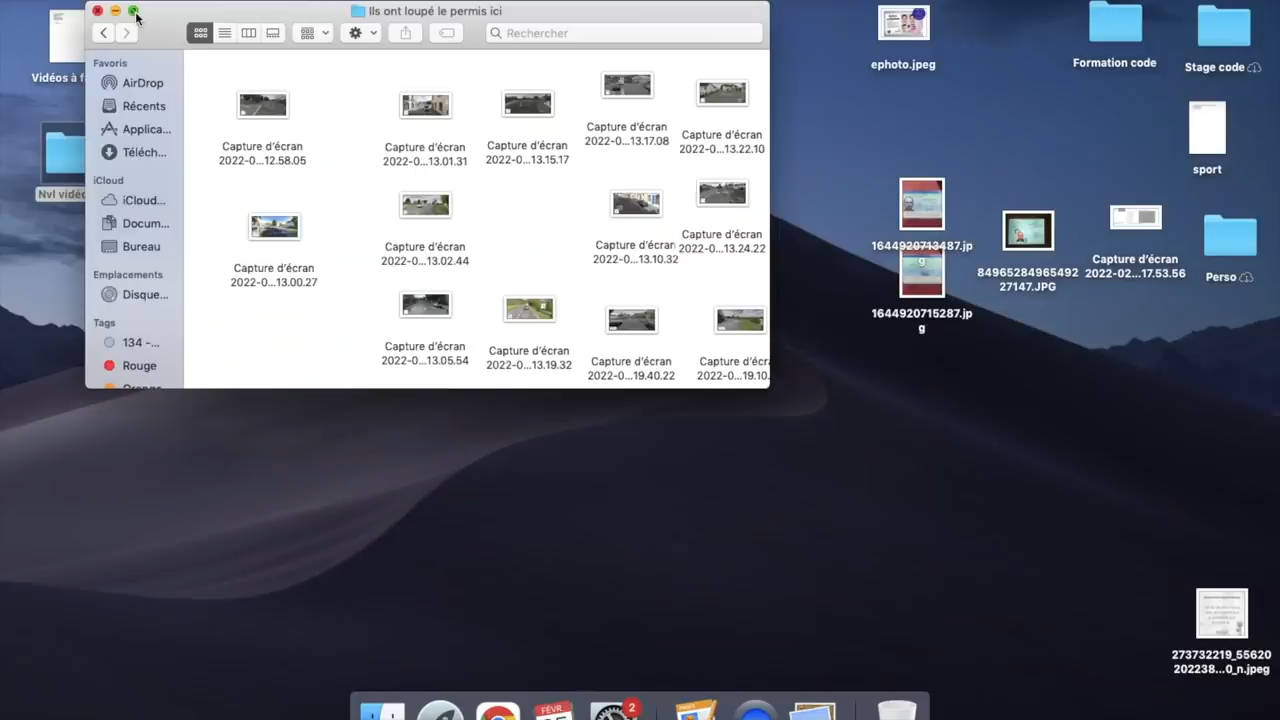 Ils ont loupé le permis ici
Rechercher
Favoris
AirDrop
Récents
Applica...
Téléch...
iCloud
iCloud...
Docum...
Bureau
Emplacements
Disque...
Tags
134 -...
Rouge
Orange
Capture d'écran
2022-0...12.58.05
Capture d'écran
2022-0...13.01.31
Capture d'écran
2022-0...13.15.17
Capture d'écran
2022-0...13.17.08
Capture d'écran
2022-0...13.22.10
Capture d'écran
2022-0...13.00.27
Capture d'écran
2022-0...13.02.44
Capture d'écran
2022-0...13.10.32
Capture d'écran
2022-0...13.24.22
Capture d'écran
2022-0...13.05.54
Capture d'écran
2022-0...13.19.32
Capture d'écran
2022-0...19.40.22
Capture d'écra
2022-0...19.10.
Vidéos à f
Nvl vidéo
ephoto.jpeg
Formation code
Stage code
sport
1644920713487.jp
g
84965284965492
27147.JPG
Capture d'écran
2022-02...17.53.56
Perso
1644920715287.jp
g
273732219_55620
202238...0_n.jpeg
FÉVR
2
PAGES